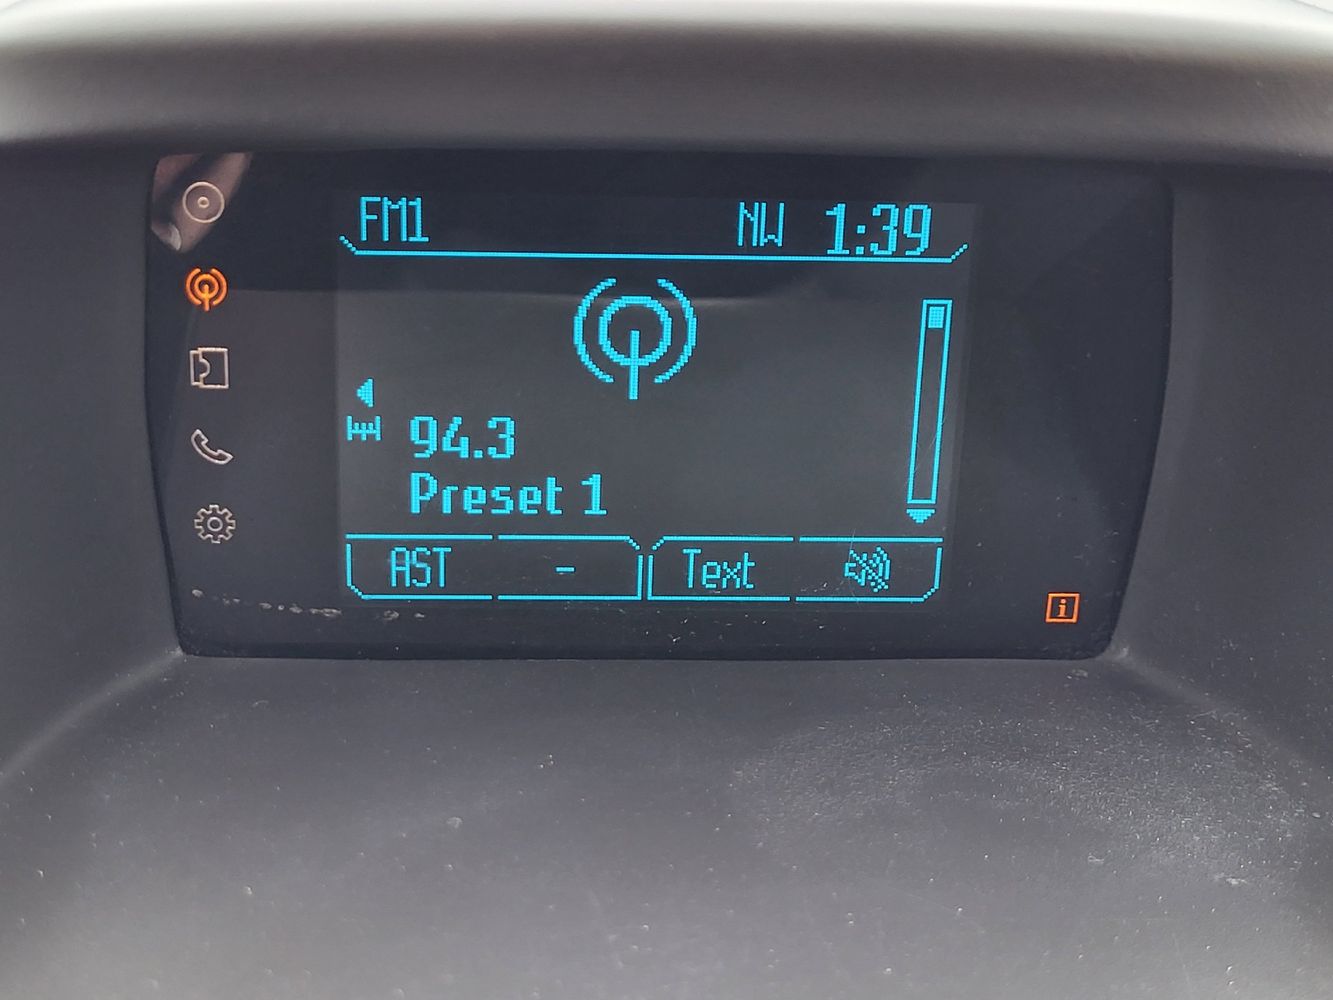 FM1 NW 1:39
94.3
Preset 1
AST - Text
i